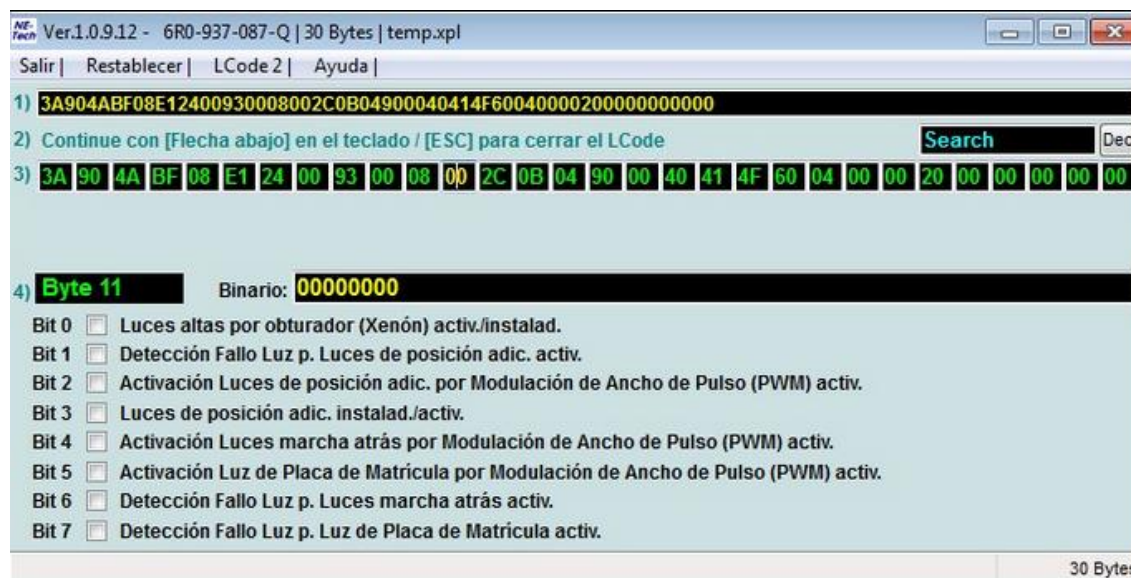 NE-Tech Ver.1.0.9.12 - 6R0-937-087-Q | 30 Bytes | temp.xpl
Salir | Restablecer | LCode 2 | Ayuda |
1) 3A904ABF08E12400930008002C0B04900040414F60040000200000000000
2) Continue con [Flecha abajo] en el teclado / [ESC] para cerrar el LCode Search Dec
3) 3A 90 4A BF 08 E1 24 00 93 00 08 00 2C 0B 04 90 00 40 41 4F 60 04 00 00 20 00 00 00 00 00
4) Byte 11 Binario: 00000000
Bit 0 Luces altas por obturador (Xenón) activ./instalad.
Bit 1 Detección Fallo Luz p. Luces de posición adic. activ.
Bit 2 Activación Luces de posición adic. por Modulación de Ancho de Pulso (PWM) activ.
Bit 3 Luces de posición adic. instalad./activ.
Bit 4 Activación Luces marcha atrás por Modulación de Ancho de Pulso (PWM) activ.
Bit 5 Activación Luz de Placa de Matrícula por Modulación de Ancho de Pulso (PWM) activ.
Bit 6 Detección Fallo Luz p. Luces marcha atrás activ.
Bit 7 Detección Fallo Luz p. Luz de Placa de Matrícula activ.
30 Bytes